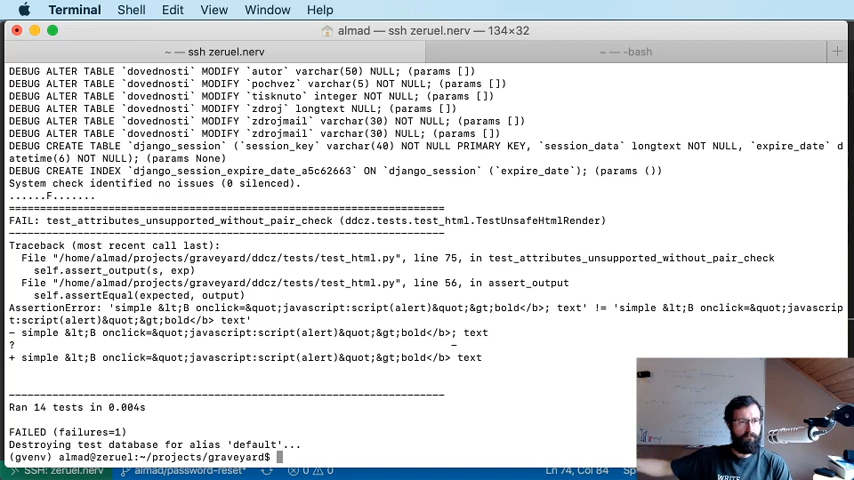 Terminal Shell Edit View Window Help
almad — ssh zeruel.nerv — 134×32
~ — ssh zeruel.nerv
~ — -bash
DEBUG ALTER TABLE `dovednosti` MODIFY `autor` varchar(50) NULL; (params [])
DEBUG ALTER TABLE `dovednosti` MODIFY `pochvez` varchar(5) NOT NULL; (params [])
DEBUG ALTER TABLE `dovednosti` MODIFY `tisknuto` integer NOT NULL; (params [])
DEBUG ALTER TABLE `dovednosti` MODIFY `zdroj` longtext NULL; (params [])
DEBUG ALTER TABLE `dovednosti` MODIFY `zdrojmail` varchar(30) NULL; (params [])
DEBUG ALTER TABLE `dovednosti` MODIFY `zdrojmail` varchar(30) NULL; (params [])
DEBUG CREATE TABLE `django_session` (`session_key` varchar(40) NOT NULL PRIMARY KEY, `session_data` longtext NOT NULL, `expire_date` d
atetime(6) NOT NULL); (params None)
DEBUG CREATE INDEX `django_session_expire_date_a5c62663` ON `django_session` (`expire_date`); (params ())
System check identified no issues (0 silenced).
......F.......
======================================================================
FAIL: test_attributes_unsupported_without_pair_check (ddcz.tests.test_html.TestUnsafeHtmlRender)
----------------------------------------------------------------------
Traceback (most recent call last):
File "/home/almad/projects/graveyard/ddcz/tests/test_html.py", line 75, in test_attributes_unsupported_without_pair_check
self.assert_output(s, exp)
File "/home/almad/projects/graveyard/ddcz/tests/test_html.py", line 56, in assert_output
self.assertEqual(expected, output)
AssertionError: 'simple &lt;B onclick=&quot;javascript:script(alert)&quot;&gt;bold</b>; text' != 'simple &lt;B onclick=&quot;javascrip
t:script(alert)&quot;&gt;bold</b> text'
- simple &lt;B onclick=&quot;javascript:script(alert)&quot;&gt;bold</b>; text
? -
+ simple &lt;B onclick=&quot;javascript:script(alert)&quot;&gt;bold</b> text
----------------------------------------------------------------------
Ran 14 tests in 0.004s
FAILED (failures=1)
Destroying test database for alias 'default'...
(gvenv) almad@zeruel:~/projects/graveyard$
SSH: zeruel.nerv almad/password-reset* 0 0 Ln 74, Col 84
WRITE